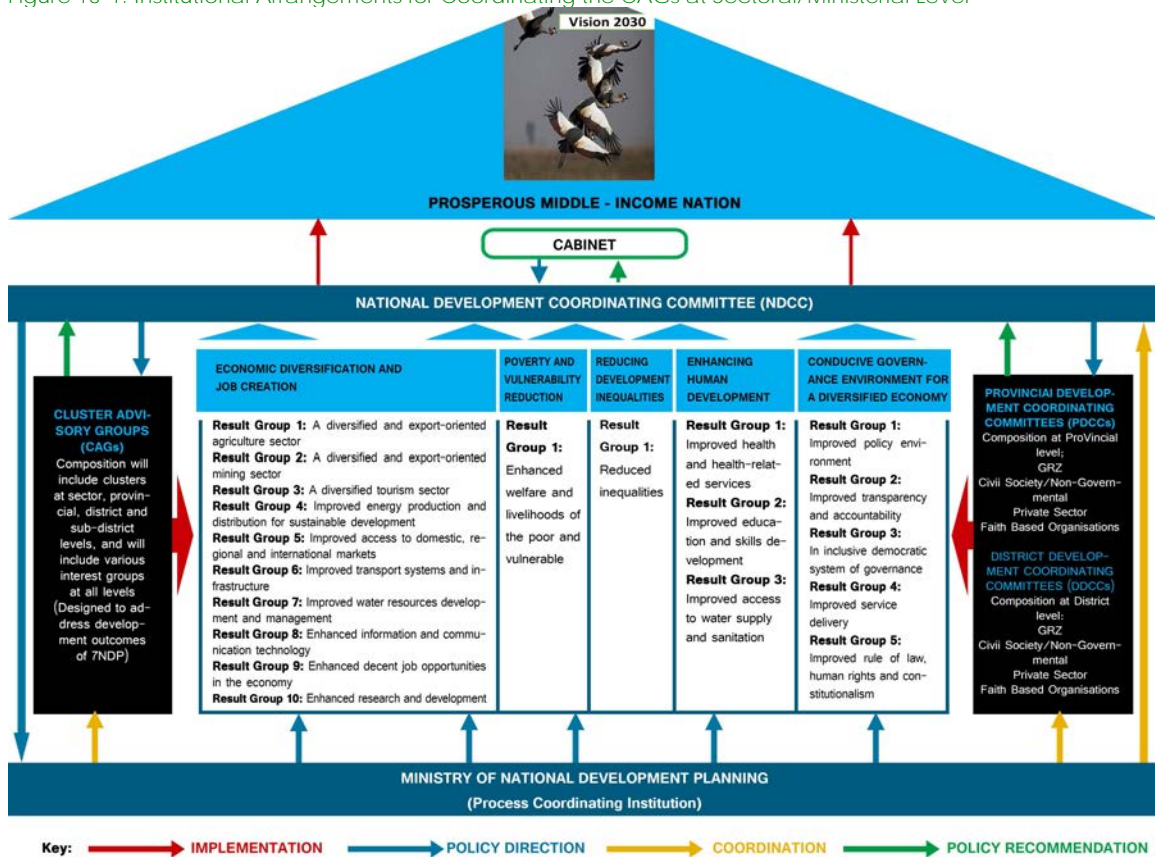 Institutional Arrangements for Coordinating the CAGs at Sectoral/Ministerial Level
Vision 2030
PROSPEROUS MIDDLE - INCOME NATION
CABINET
NATIONAL DEVELOPMENT COORDINATING COMMITTEE (NDCC)
CLUSTER ADVI-
SORY GROUPS
(CAGs)
Composition will
include clusters
at sector, provin-
cial, district and
sub-district
levels, and will
include various
interest groups
at all levels
(Designed to ad-
dress develop-
ment outcomes
of 7NDP)
ECONOMIC DIVERSIFICATION AND
JOB CREATION
Result Group 1: A diversified and export-oriented
agriculture sector
Result Group 2: A diversified and export-oriented
mining sector
Result Group 3: A diversified tourism sector
Result Group 4: Improved energy production and
distribution for sustainable development
Result Group 5: Improved access to domestic, re-
gional and international markets
Result Group 6: Improved transport systems and in-
frastructure
Result Group 7: Improved water resources develop-
ment and management
Result Group 8: Enhanced information and commu-
nication technology
Result Group 9: Enhanced decent job opportunities
in the economy
Result Group 10: Enhanced research and development
POVERTY AND
VULNERABILITY
REDUCTION
Result
Group 1:
Enhanced
welfare and
livelihoods of
the poor and
vulnerable
REDUCING
DEVELOPMENT
INEQUALITIES
Result
Group 1:
Reduced
inequalities
ENHANCING
HUMAN
DEVELOPMENT
Result Group 1:
Improved health
and health-relat-
ed services
Result Group 2:
Improved educa-
tion and skills de-
velopment
Result Group 3:
Improved access
to water supply
and sanitation
CONDUCIVE GOVER-
NANCE ENVIRONMENT FOR
A DIVERSIFIED ECONOMY
Result Group 1:
Improved policy envi-
ronment
Result Group 2:
Improved transparency
and accountability
Result Group 3:
In inclusive democratic
system of governance
Result Group 4:
Improved service
delivery
Result Group 5:
Improved rule of law,
human rights and con-
stitutionalism
PROVINCIAI DEVELOP-
MENT COORDINATING
COMMITTEES (PDCCs)
Composition at ProVincial
level;
GRZ
Civil Society/Non-Govern-
mental
Private Sector
Faith Based Organisations
DISTRICT DEVELOP-
MENT COORDINATING
COMMITTEES (DDCCs)
Composition at District
level:
GRZ
Civii Society/Non-Govern-
mental
Private Sector
Faith Based Organisations
MINISTRY OF NATIONAL DEVELOPMENT PLANNING
(Process Coordinating Institution)
Key: IMPLEMENTATION POLICY DIRECTION COORDINATION POLICY RECOMMENDATION